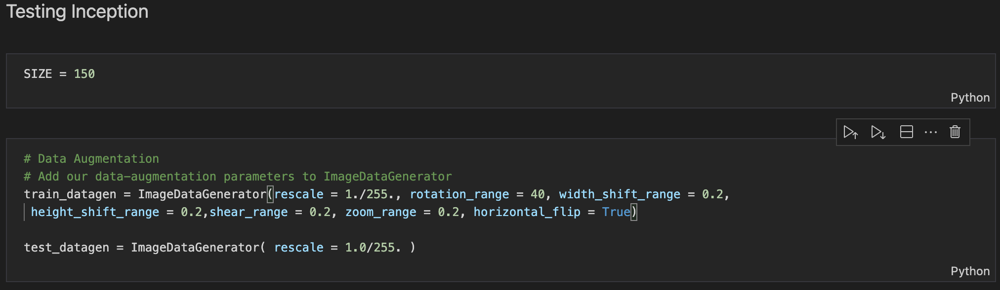 Testing Inception
SIZE = 150
Python
# Data Augmentation
# Add our data-augmentation parameters to ImageDataGenerator
train_datagen = ImageDataGenerator(rescale = 1./255., rotation_range = 40, width_shift_range = 0.2,
height_shift_range = 0.2,shear_range = 0.2, zoom_range = 0.2, horizontal_flip = True)
test_datagen = ImageDataGenerator( rescale = 1.0/255. )
Python